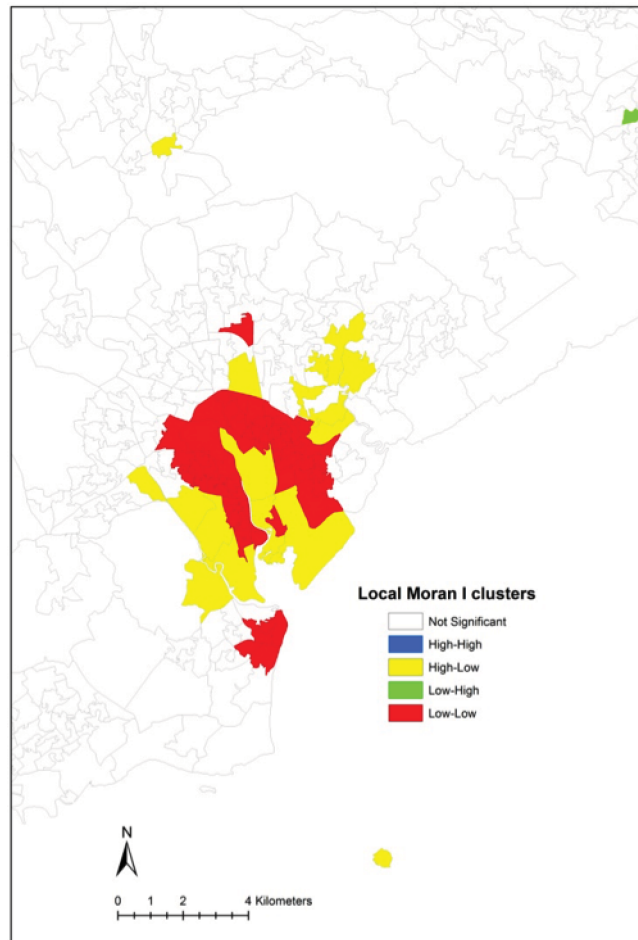 Local Moran I clusters
Not Significant
High-High
High-Low
Low-High
Low-Low
N
0 1 2 4 Kilometers